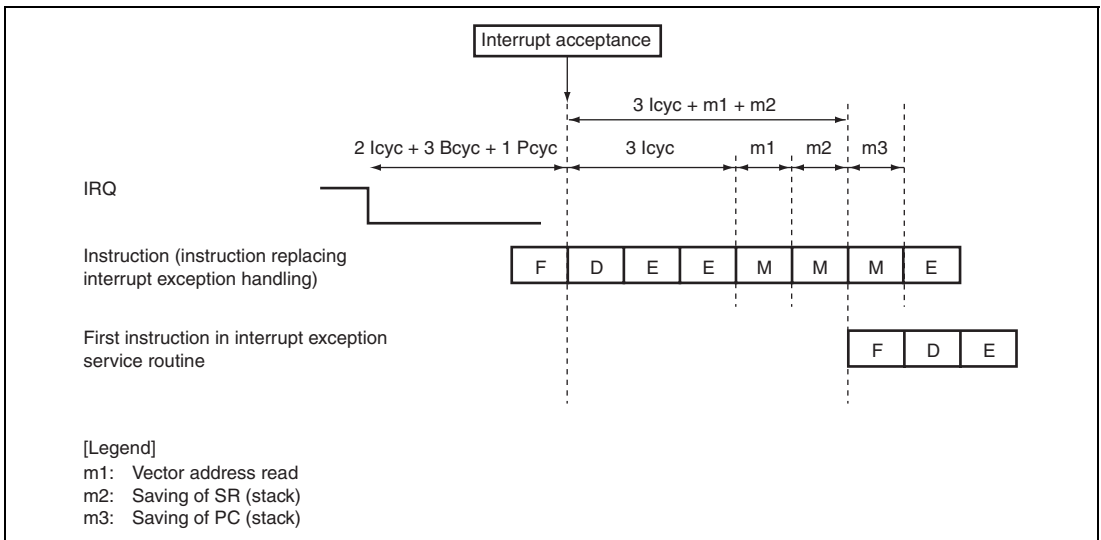 Interrupt acceptance
3 Icyc + m1 + m2
2 Icyc + 3 Bcyc + 1 Pcyc 3 Icyc m1 m2 m3
IRQ
Instruction (instruction replacing
interrupt exception handling)
F D E E M M M E
First instruction in interrupt exception
service routine
F D E
[Legend]
m1: Vector address read
m2: Saving of SR (stack)
m3: Saving of PC (stack)